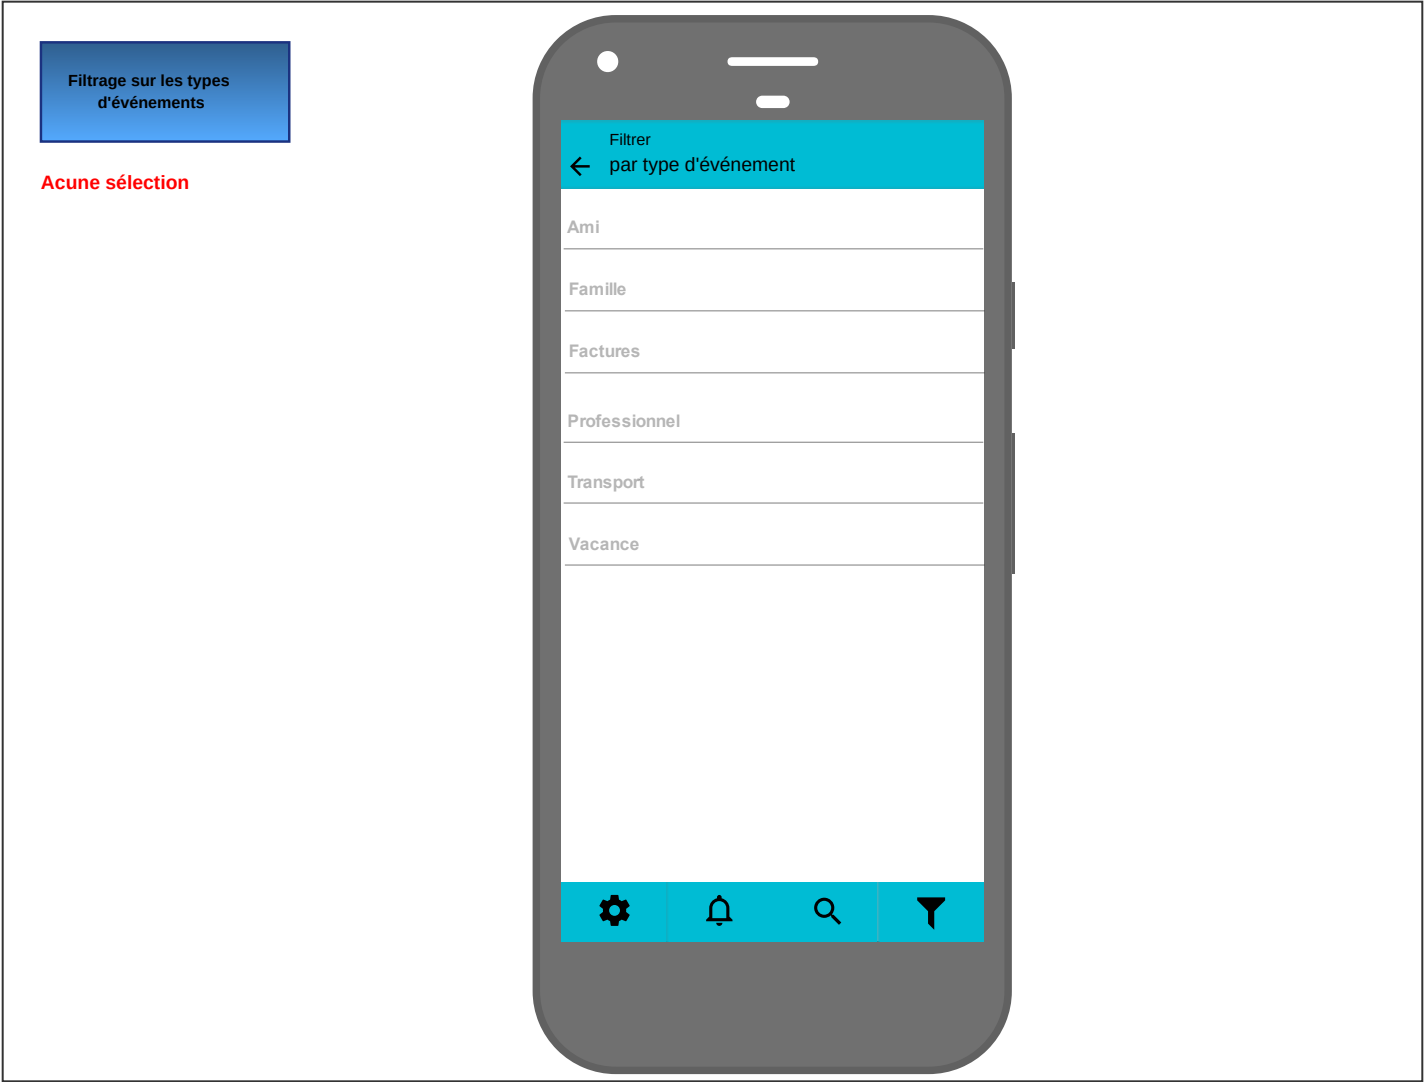 Filtrage sur les types
d'événements
Acune sélection
Filtrer
par type d'événement
Ami
Famille
Factures
Professionnel
Transport
Vacance